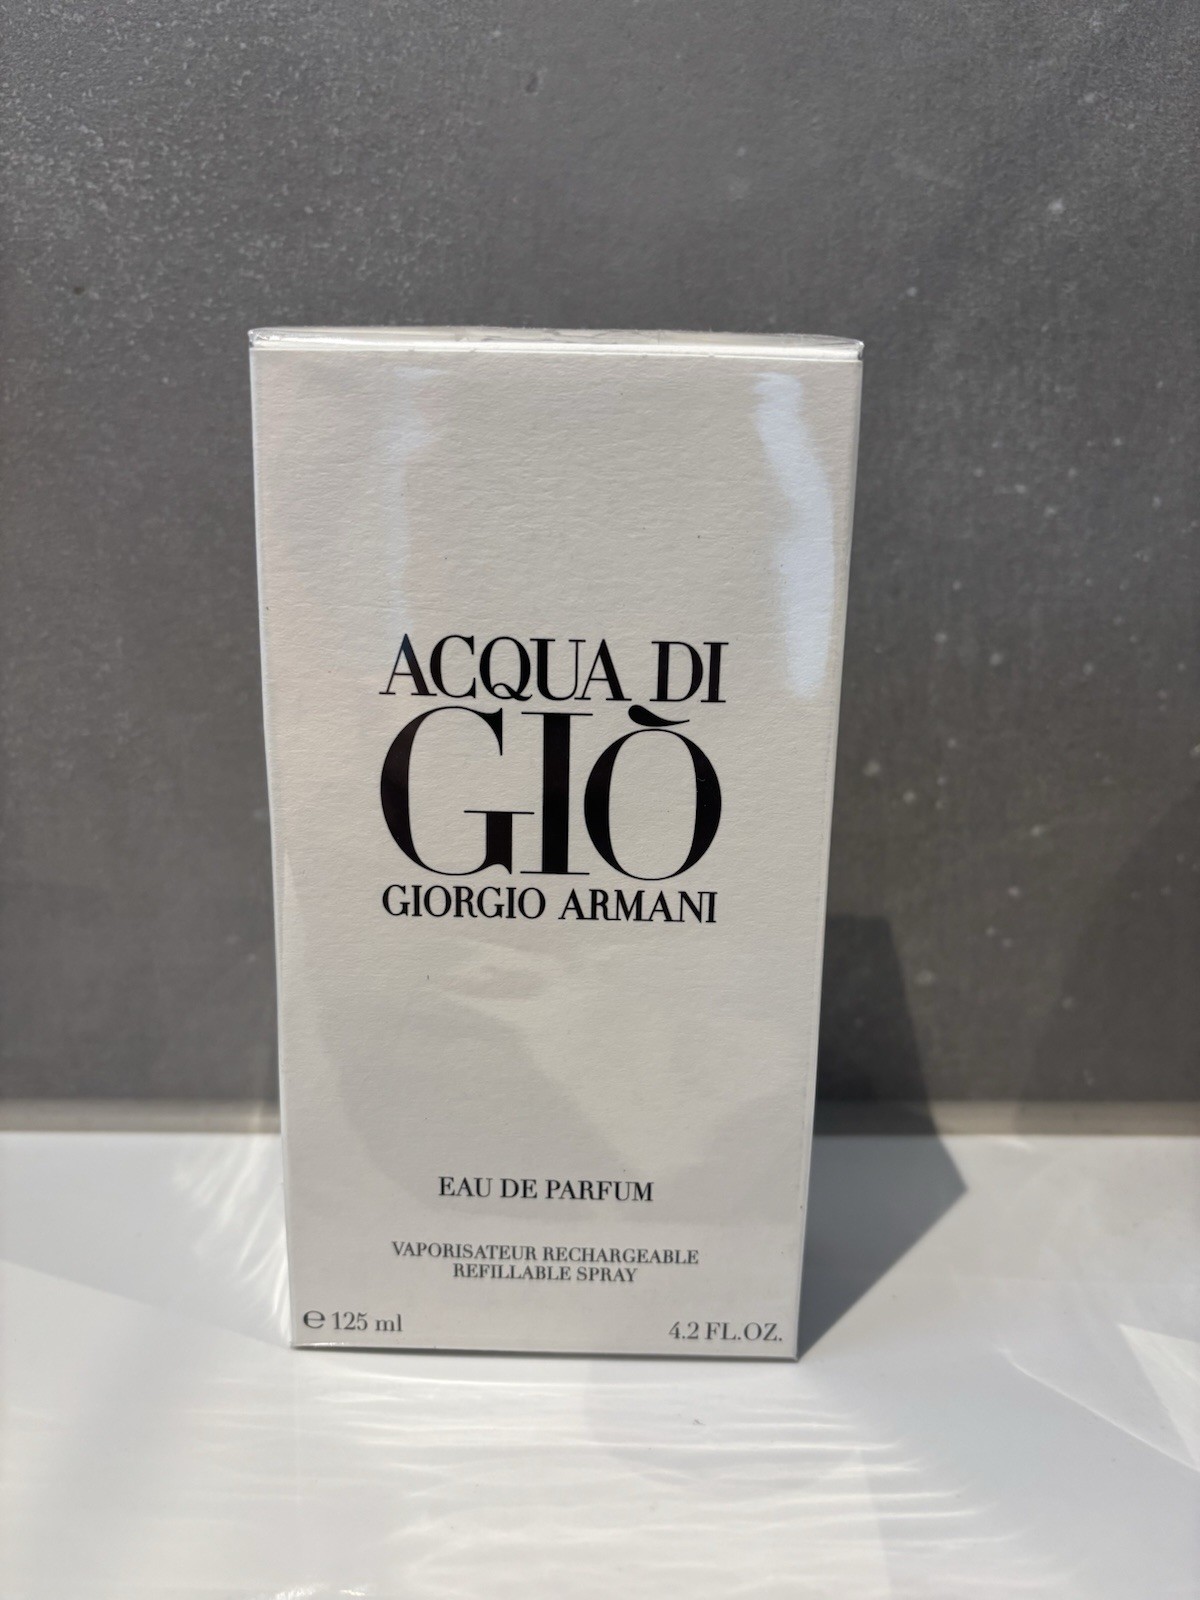 ACQUA DI
GIÒ
GIORGIO ARMANI
EAU DE PARFUM
VAPORISATEUR RECHARGEABLE
REFILLABLE SPRAY
℮ 125 ml
4.2 FL.OZ.